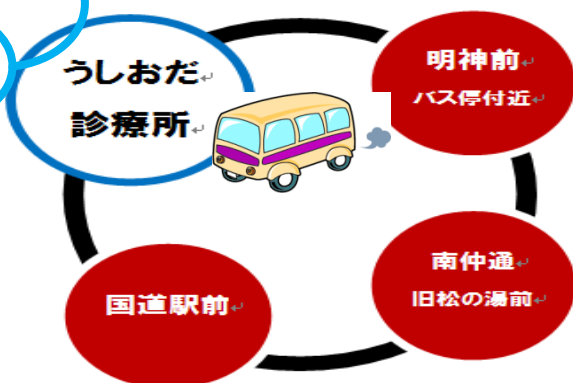 うしおだ
診療所
明神前
バス停付近
南仲通
旧松の湯前
国道駅前